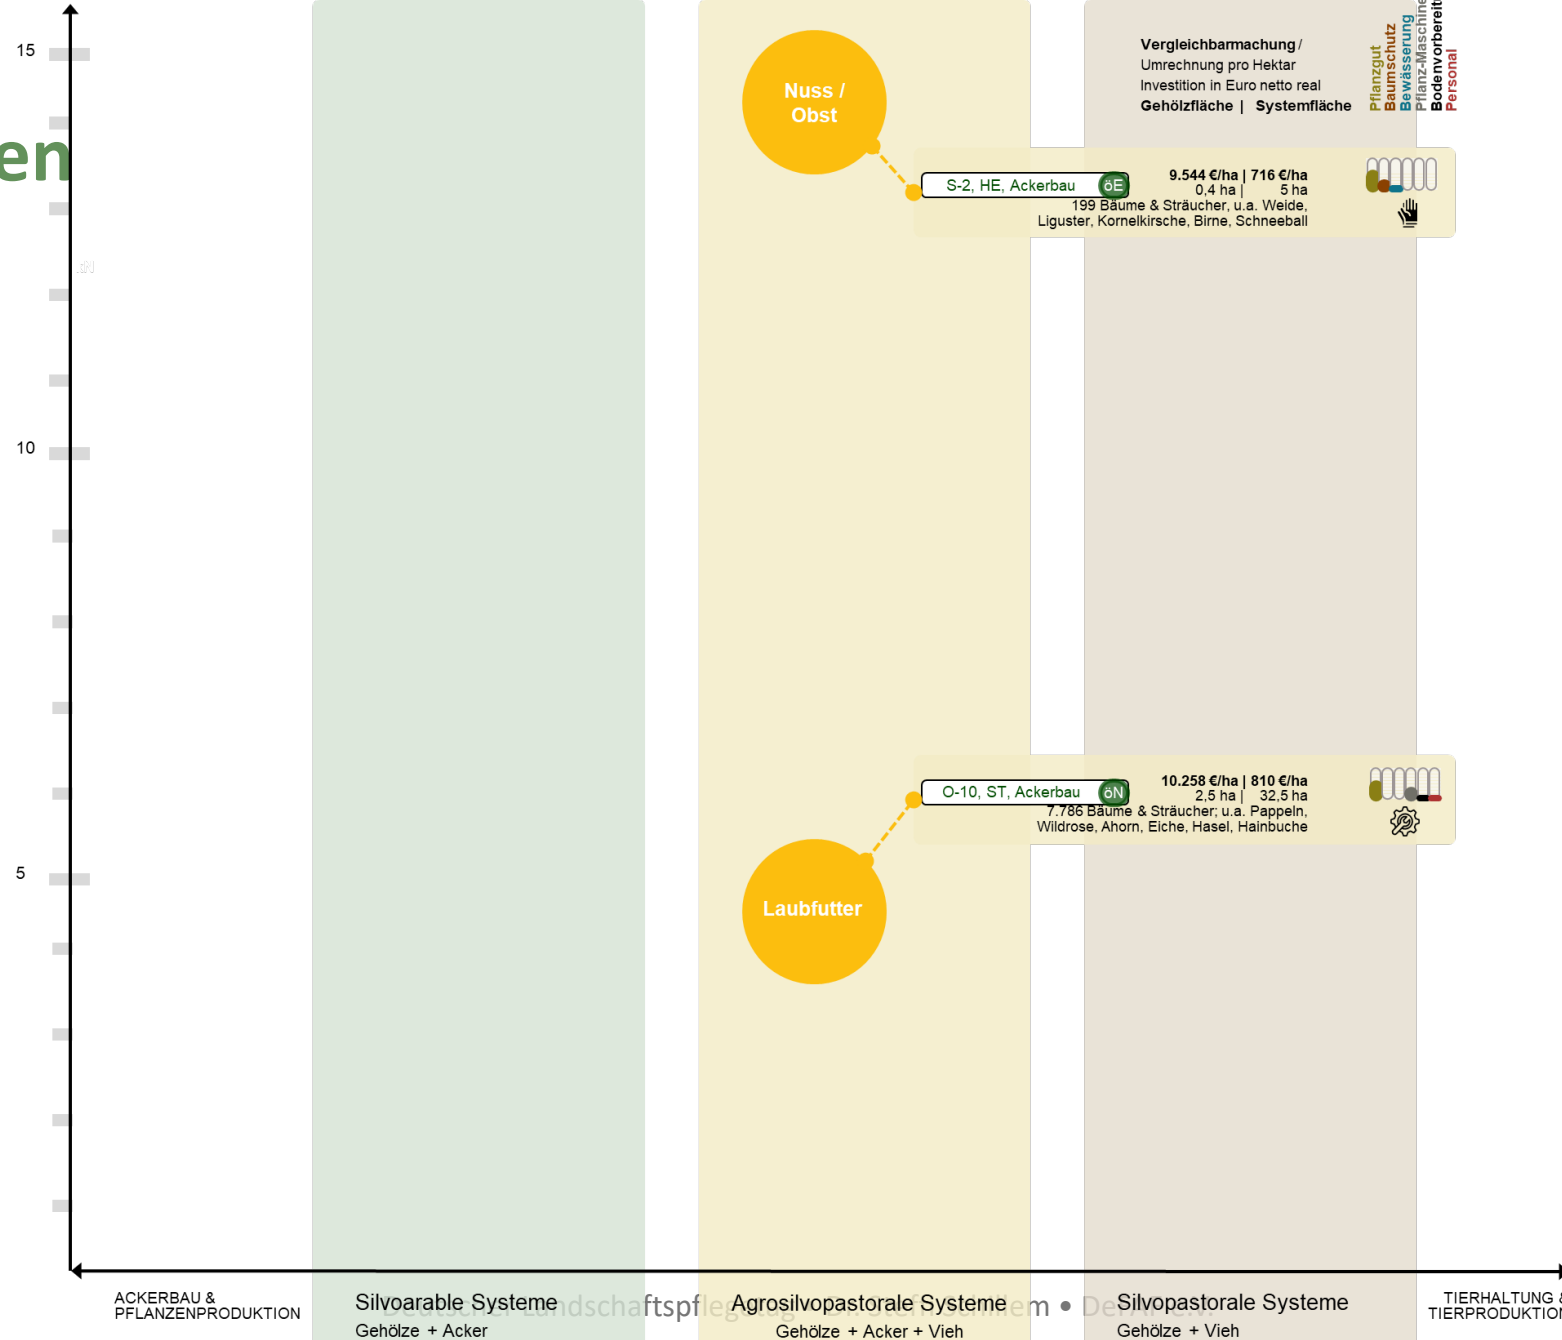 15
Vergleichbarmachung /
Umrechnung pro Hektar
Investition in Euro netto real
Gehölzfläche | Systemfläche
Pflanzgut
Baumschutz
Bewässerung
Pflanz-Maschine
Bodenvorbereit
Personal
Nuss /
Obst
en
S-2, HE, Ackerbau öE
9.544 €/ha | 716 €/ha
0,4 ha | 5 ha
199 Bäume & Sträucher, u.a. Weide,
Liguster, Kornelkirsche, Birne, Schneeball
10
O-10, ST, Ackerbau öN
10.258 €/ha | 810 €/ha
2,5 ha | 32,5 ha
7.786 Bäume & Sträucher; u.a. Pappeln,
Wildrose, Ahorn, Eiche, Hasel, Hainbuche
5
Laubfutter
ACKERBAU &
PFLANZENPRODUKTION
Silvoarable Systeme
Gehölze + Acker
Agrosilvopastorale Systeme
Gehölze + Acker + Vieh
Silvopastorale Systeme
Gehölze + Vieh
TIERHALTUNG &
TIERPRODUKTION
Deutscher Landschaftspflegetag